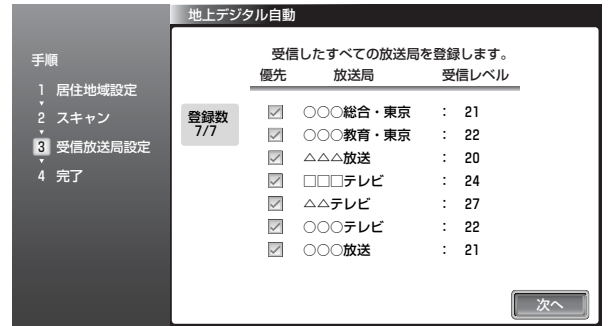 地上デジタル自動
手順
1 居住地域設定
2 スキャン
3 受信放送局設定
4 完了
受信したすべての放送局を登録します。
優先 放送局 受信レベル
登録数
7/7
○○○総合・東京 : 21
○○○教育・東京 : 22
△△△放送 : 20
□□□テレビ : 24
△△テレビ : 27
○○○テレビ : 22
○○○放送 : 21
次へ